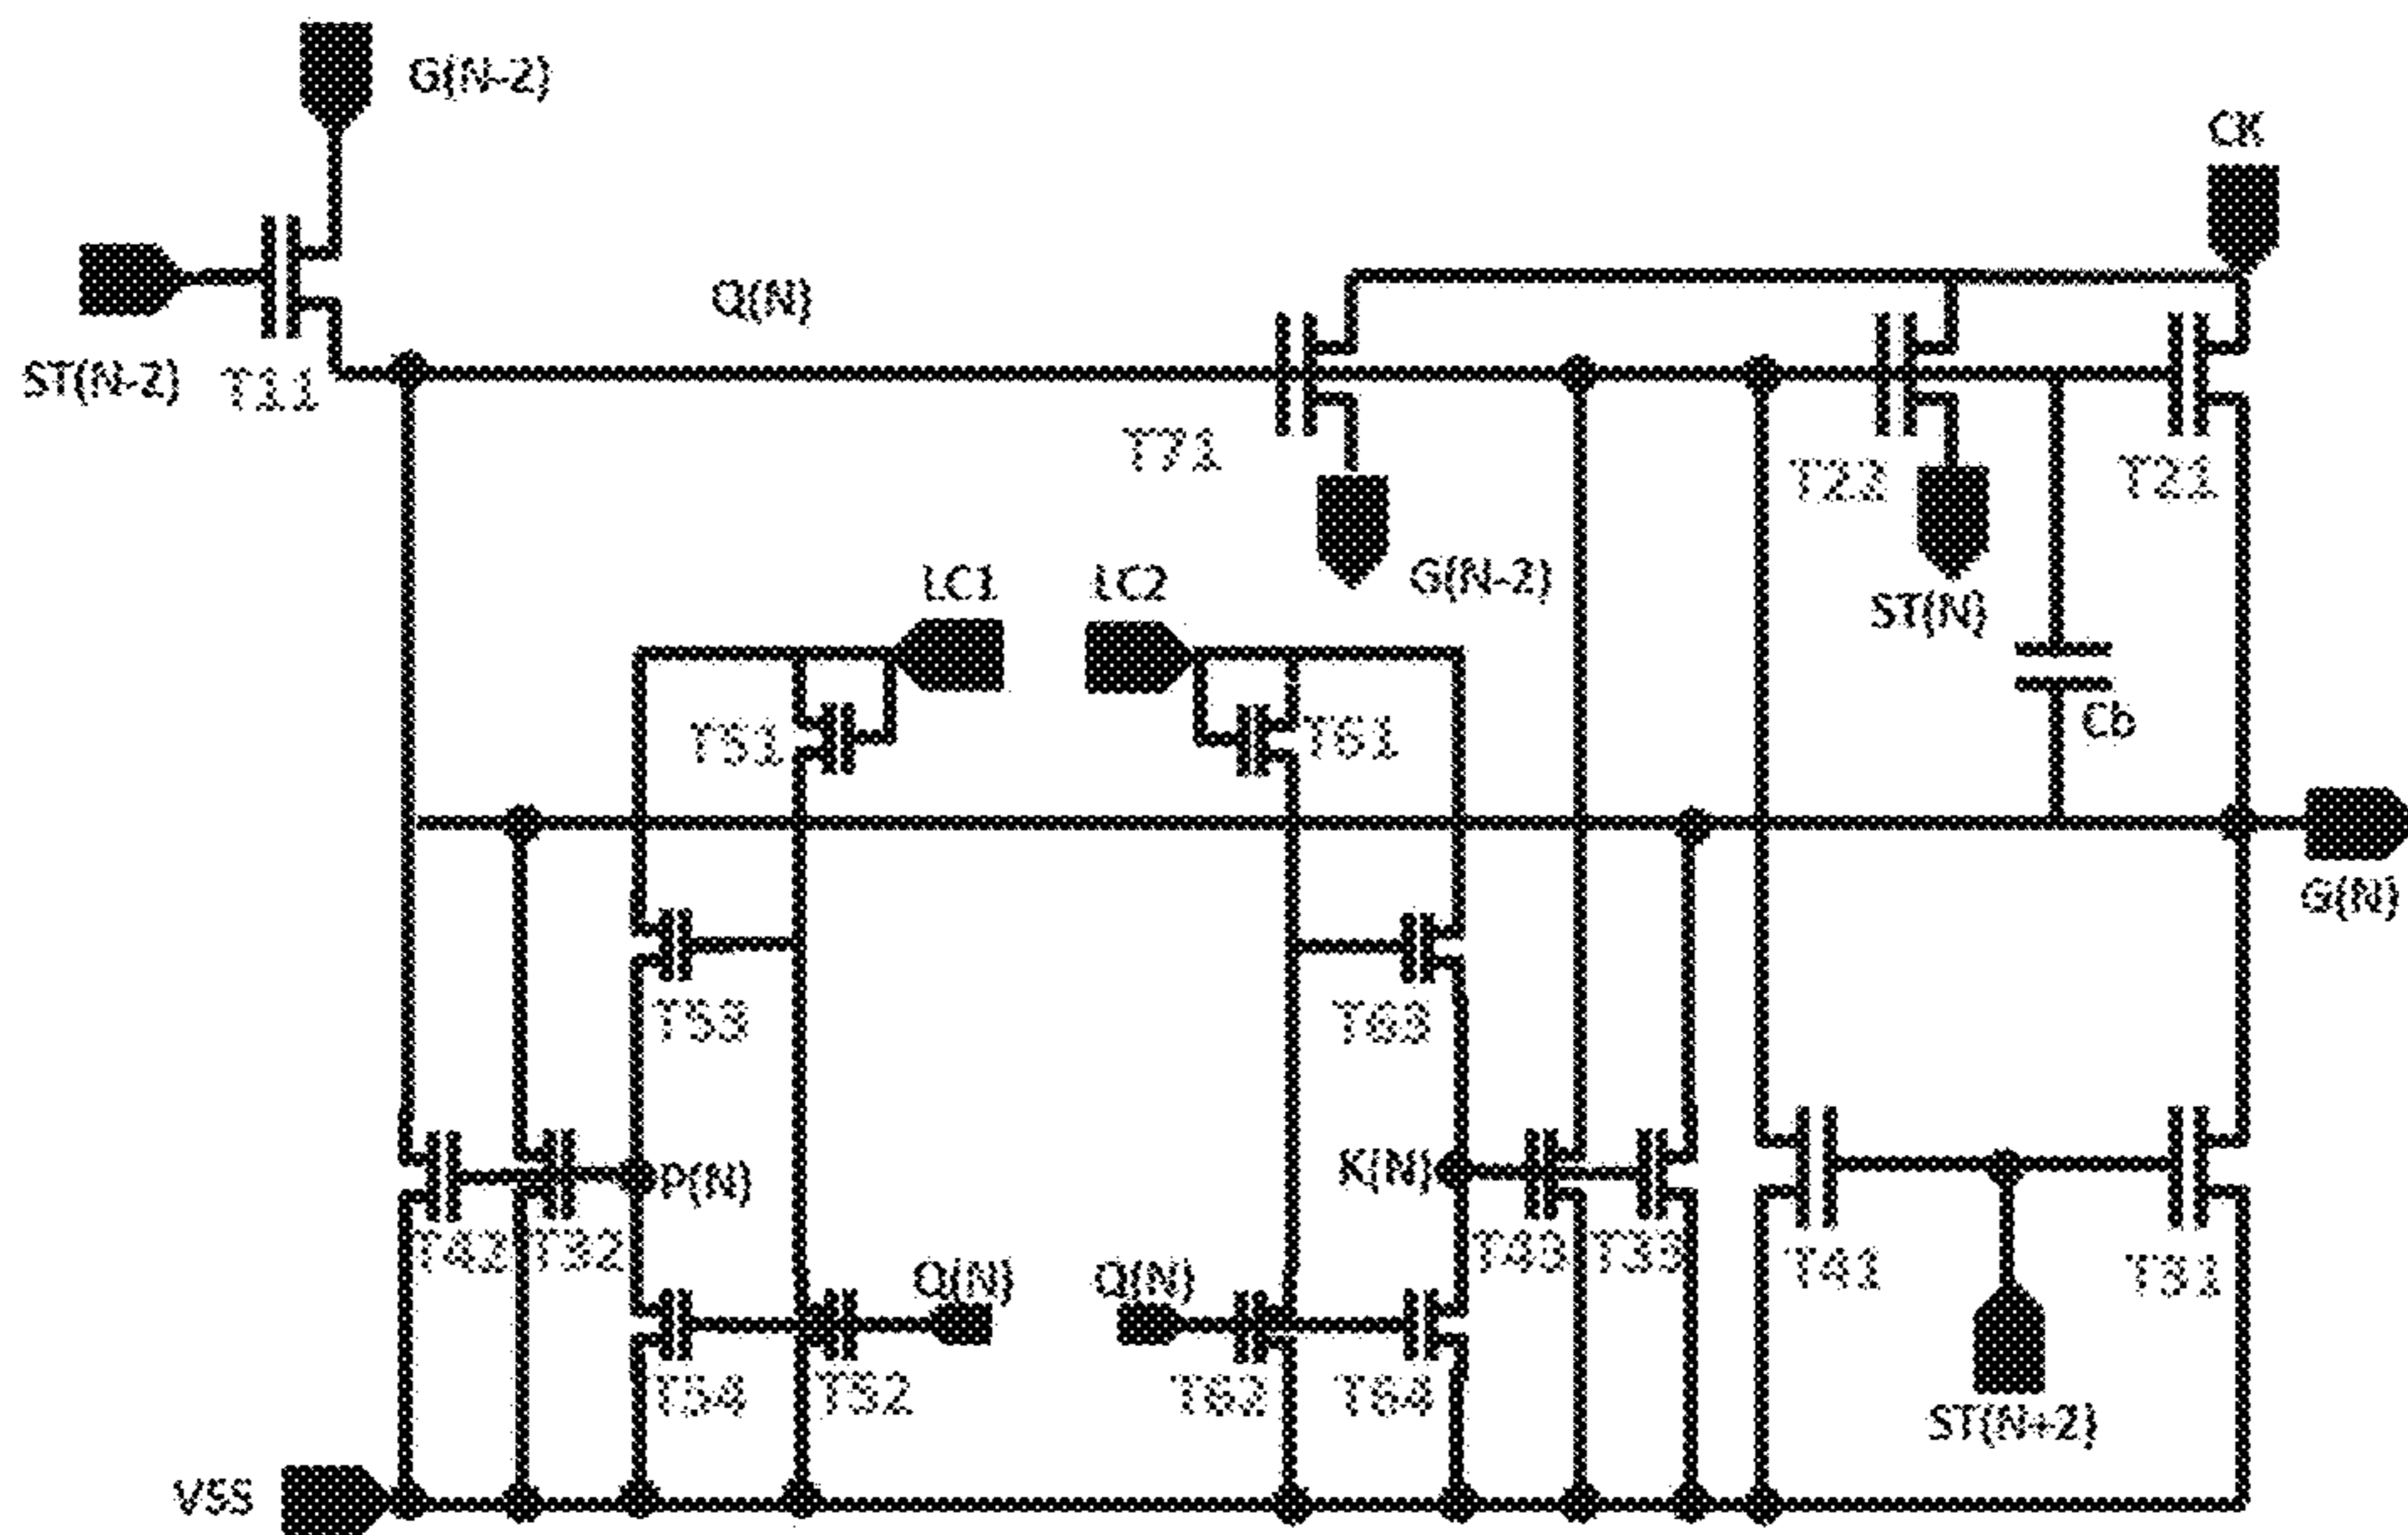 G(N-2)
CK
Q(N)
ST(N-2)
T11
T71
T22
T21
LC1
LC2
G(N-2)
ST(N)
T51
T61
Cb
G(N)
T53
T63
P(N)
K(N)
T42
T32
T43
T33
T41
T31
Q(N)
Q(N)
T54
T52
T62
T64
ST(N+2)
VSS